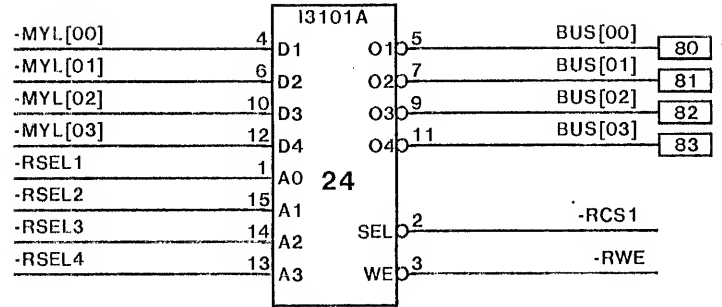 I3101A
-MYL[00] 4 D1 O1 5 BUS[00] 80
-MYL[01] 6 D2 O2 7 BUS[01] 81
-MYL[02] 10 D3 O3 9 BUS[02] 82
-MYL[03] 12 D4 O4 11 BUS[03] 83
-RSEL1 1 A0 24
-RSEL2 15 A1
-RSEL3 14 A2 SEL 2 -RCS1
-RSEL4 13 A3 WE 3 -RWE